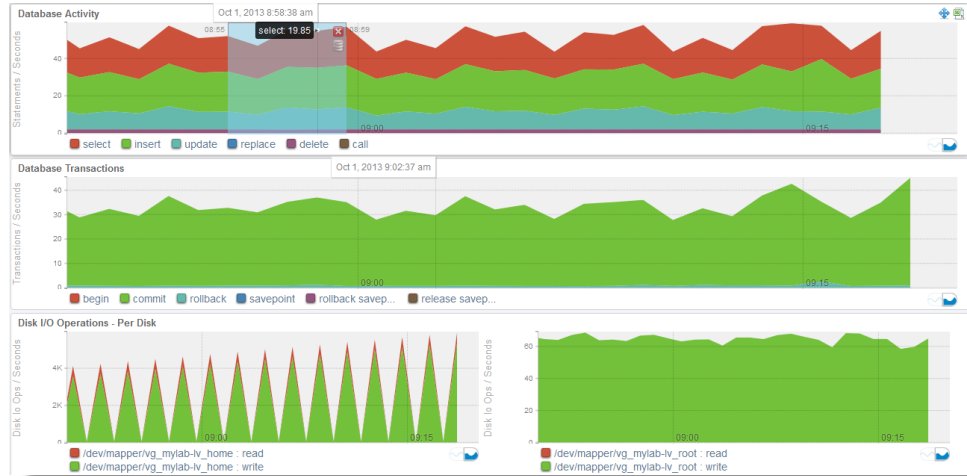 Database Activity
Oct 1, 2013 8:58:38 am
08:55
select: 19.85
08:59
Statements / Seconds
40
20
0
09:00
09:15
select insert update replace delete call
Database Transactions
Oct 1, 2013 9:02:37 am
Transactions / Seconds
40
30
20
10
0
09:00
09:15
begin commit rollback savepoint rollback savep... release savep...
Disk I/O Operations - Per Disk
Disk Io Ops / Seconds
4K
2K
0
09:00
09:15
/dev/mapper/vg_mylab-lv_home : read
/dev/mapper/vg_mylab-lv_home : write
Disk Io Ops / Seconds
60
40
20
0
09:00
09:15
/dev/mapper/vg_mylab-lv_root : read
/dev/mapper/vg_mylab-lv_root : write